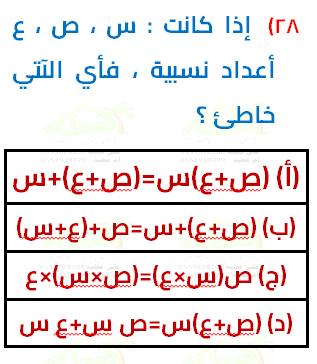 ٢٨) إذا كانت : س ، ص ، ع
أعداد نسبية ، فأي الآتي
خاطئ ؟
(أ) (ص+ع)س=(ص+ع)+س
(ب) (ص+ع)+س=ص+(ع+س)
(ج) ص(س×ع)=(ص×س)×ع
(د) (ص+ع)س=ص س+ع س